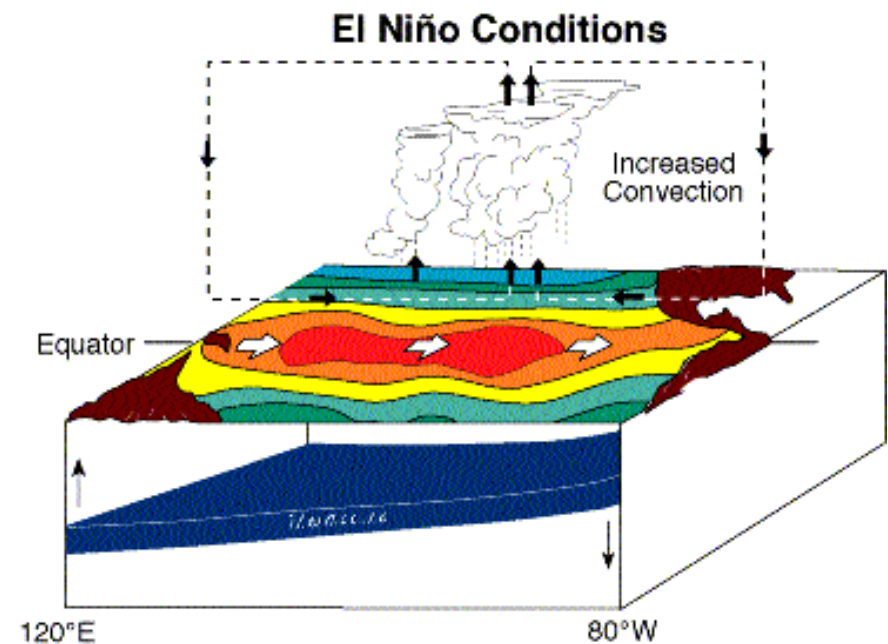 El Niño Conditions
Increased
Convection
Equator
120°E
80°W